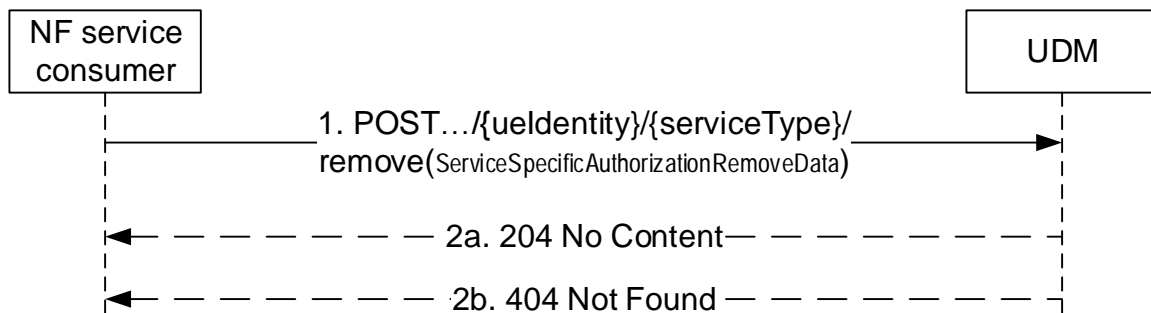 NF service
consumer
UDM
1. POST…/{ueIdentity}/{serviceType}/
remove(ServiceSpecificAuthorizationRemoveData)
2a. 204 No Content
2b. 404 Not Found